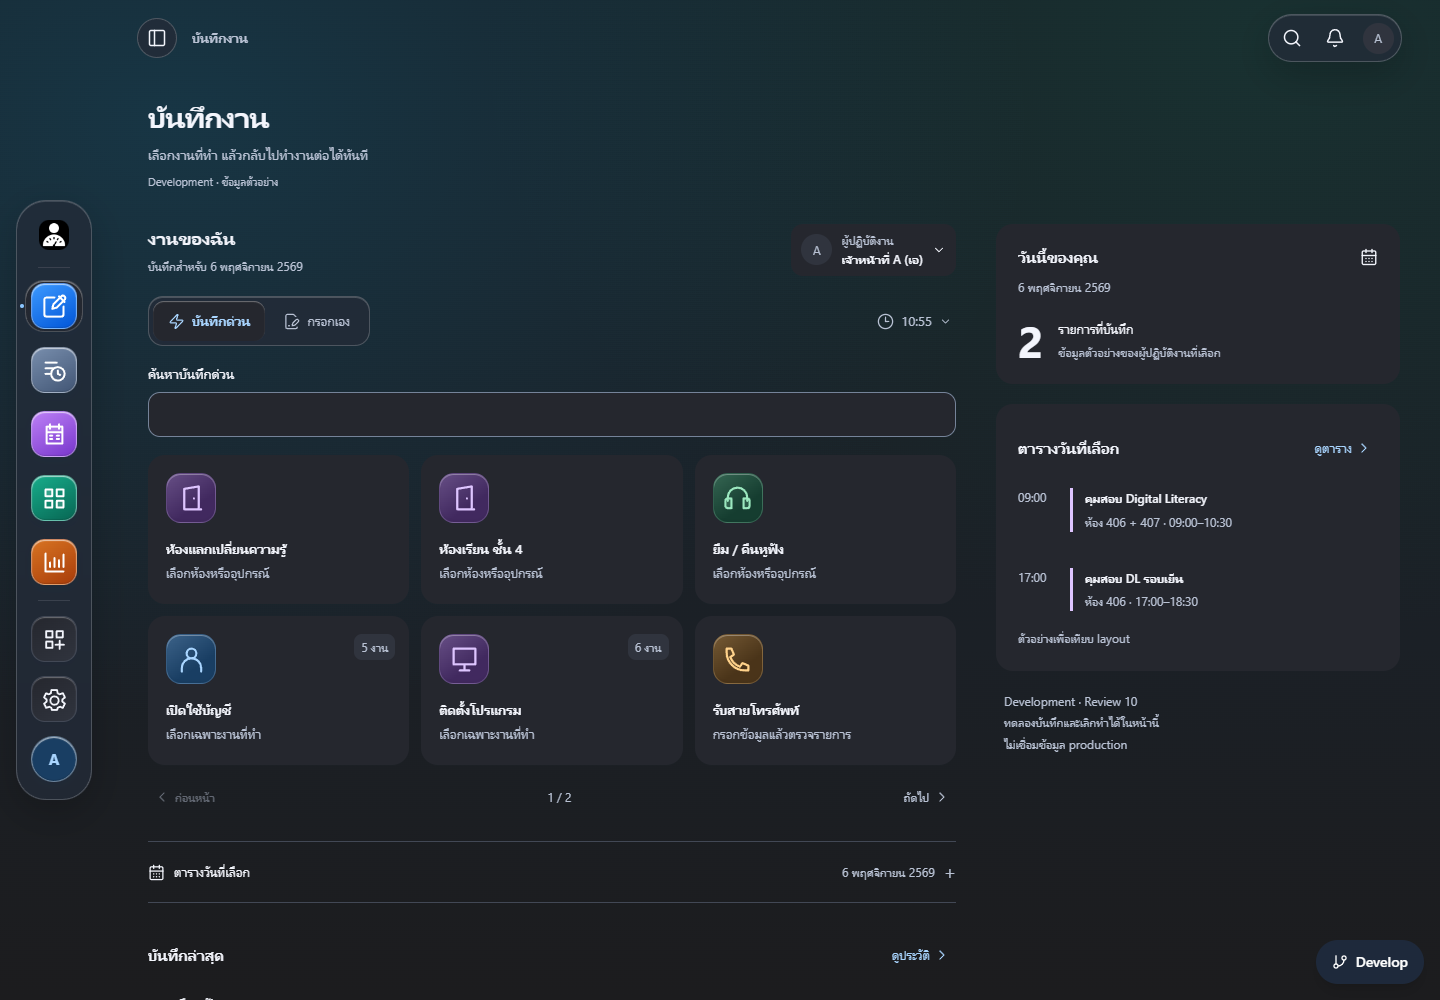 บันทึกงาน
A
บันทึกงาน
เลือกงานที่ทำ แล้วกลับไปทำงานต่อได้ทันที
Development · ข้อมูลตัวอย่าง
งานของฉัน
บันทึกสำหรับ 6 พฤศจิกายน 2569
A
ผู้ปฏิบัติงาน
เจ้าหน้าที่ A (เอ)
บันทึกด่วน
กรอกเอง
10:55
ค้นหาบันทึกด่วน
ห้องแลกเปลี่ยนความรู้
เลือกห้องหรืออุปกรณ์
ห้องเรียน ชั้น 4
เลือกห้องหรืออุปกรณ์
ยืม / คืนหูฟัง
เลือกห้องหรืออุปกรณ์
5 งาน
เปิดใช้บัญชี
เลือกเฉพาะงานที่ทำ
6 งาน
ติดตั้งโปรแกรม
เลือกเฉพาะงานที่ทำ
รับสายโทรศัพท์
กรอกข้อมูลแล้วตรวจรายการ
ก่อนหน้า
1 / 2
ถัดไป
ตารางวันที่เลือก
6 พฤศจิกายน 2569
บันทึกล่าสุด
ดูประวัติ
วันนี้ของคุณ
6 พฤศจิกายน 2569
2
รายการที่บันทึก
ข้อมูลตัวอย่างของผู้ปฏิบัติงานที่เลือก
ตารางวันที่เลือก
ดูตาราง
09:00
คุมสอบ Digital Literacy
ห้อง 406 + 407 · 09:00–10:30
17:00
คุมสอบ DL รอบเย็น
ห้อง 406 · 17:00–18:30
ตัวอย่างเพื่อเทียบ layout
Development · Review 10
ทดลองบันทึกและเลิกทำได้ในหน้านี้
ไม่เชื่อมข้อมูล production
A
Develop